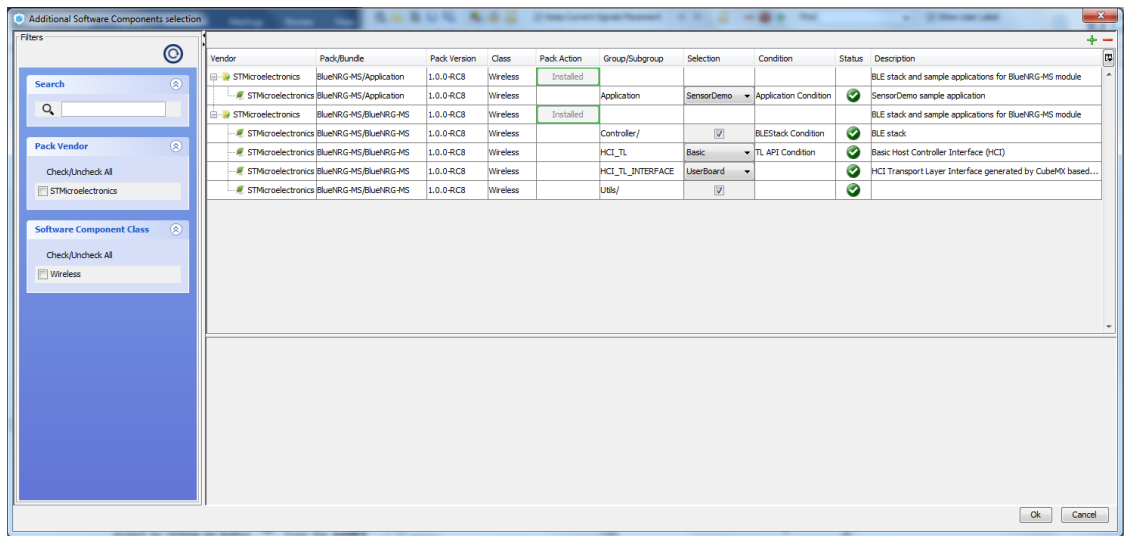 Additional Software Components selection
Filters
Search
Pack Vendor
Check/Uncheck All
STMicroelectronics
Software Component Class
Check/Uncheck All
Wireless
Vendor Pack/Bundle Pack Version Class Pack Action Group/Subgroup Selection Condition Status Description
STMicroelectronics BlueNRG-MS/Application 1.0.0-RC8 Wireless Installed BLE stack and sample applications for BlueNRG-MS module
STMicroelectronics BlueNRG-MS/Application 1.0.0-RC8 Wireless Application SensorDemo Application Condition SensorDemo sample application
STMicroelectronics BlueNRG-MS/BlueNRG-MS 1.0.0-RC8 Wireless Installed BLE stack and sample applications for BlueNRG-MS module
STMicroelectronics BlueNRG-MS/BlueNRG-MS 1.0.0-RC8 Wireless Controller/ BLEStack Condition BLE stack
STMicroelectronics BlueNRG-MS/BlueNRG-MS 1.0.0-RC8 Wireless HCI_TL Basic TL API Condition Basic Host Controller Interface (HCI)
STMicroelectronics BlueNRG-MS/BlueNRG-MS 1.0.0-RC8 Wireless HCI_TL_INTERFACE UserBoard HCI Transport Layer Interface generated by CubeMX based...
STMicroelectronics BlueNRG-MS/BlueNRG-MS 1.0.0-RC8 Wireless Utils/
Ok Cancel